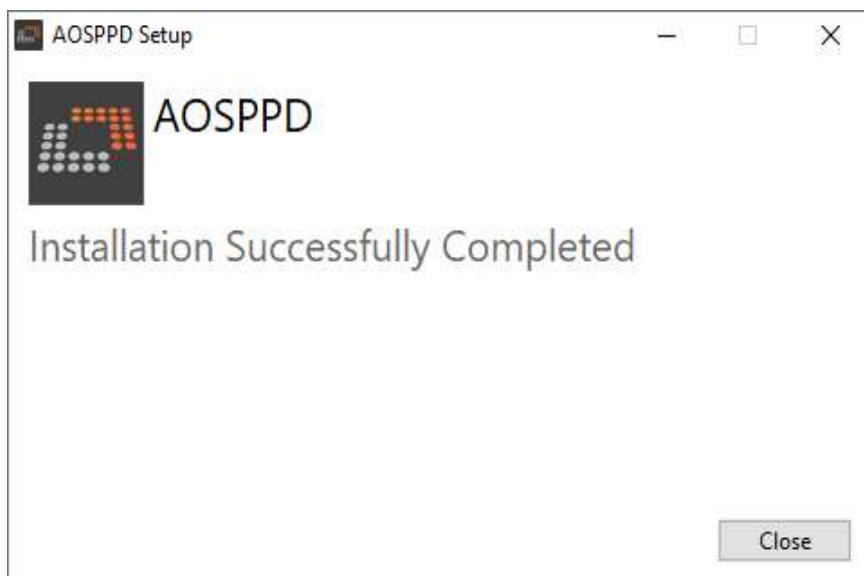 AOSPPD Setup
AOSPPD
Installation Successfully Completed
Close